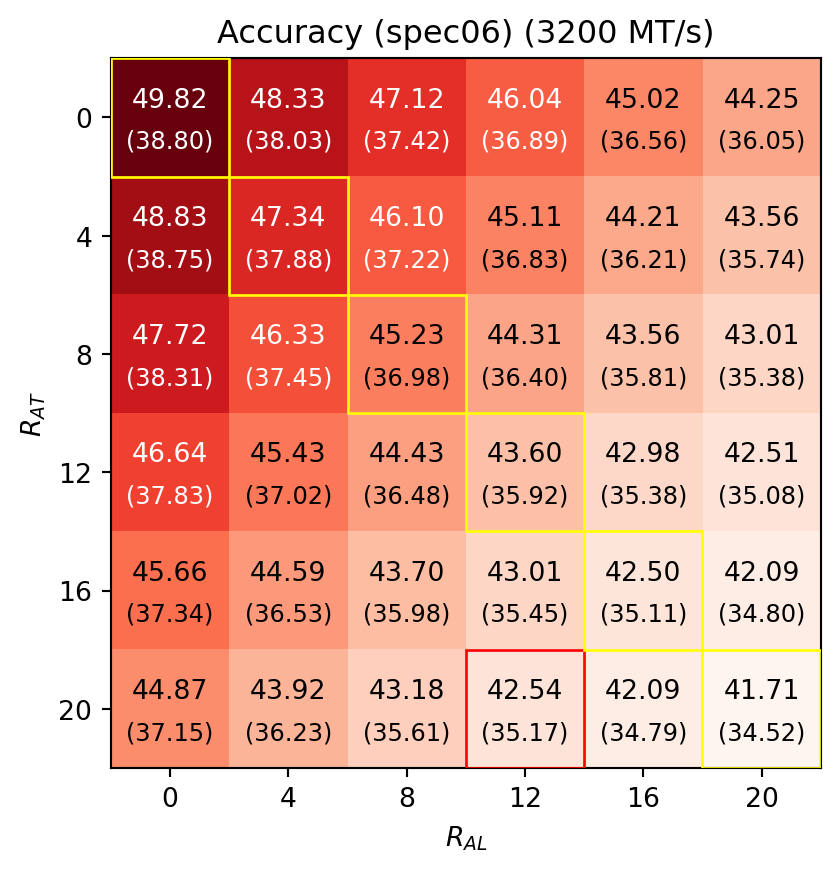 Accuracy (spec06) (3200 MT/s)
0 49.82 48.33 47.12 46.04 45.02 44.25
(38.80) (38.03) (37.42) (36.89) (36.56) (36.05)
4 48.83 47.34 46.10 45.11 44.21 43.56
(38.75) (37.88) (37.22) (36.83) (36.21) (35.74)
8 47.72 46.33 45.23 44.31 43.56 43.01
(38.31) (37.45) (36.98) (36.40) (35.81) (35.38)
12 46.64 45.43 44.43 43.60 42.98 42.51
(37.83) (37.02) (36.48) (35.92) (35.38) (35.08)
16 45.66 44.59 43.70 43.01 42.50 42.09
(37.34) (36.53) (35.98) (35.45) (35.11) (34.80)
20 44.87 43.92 43.18 42.54 42.09 41.71
(37.15) (36.23) (35.61) (35.17) (34.79) (34.52)
0 4 8 12 16 20
R_{AL}
R_{AT}